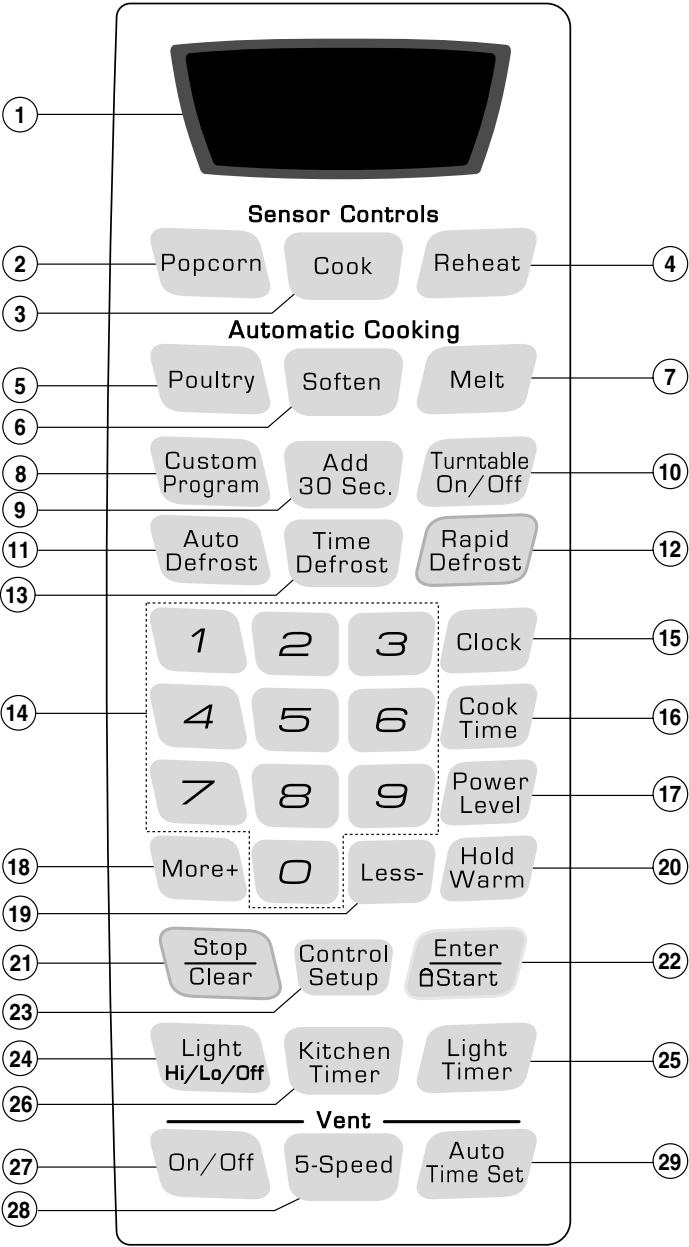 1
Sensor Controls
2 Popcorn Cook Reheat 4
3
Automatic Cooking
5 Poultry Soften Melt 7
6
8 Custom Program Add 30 Sec. Turntable On/Off 10
9
11 Auto Defrost Time Defrost Rapid Defrost 12
13
1 2 3 Clock 15
14 4 5 6 Cook Time 16
7 8 9 Power Level 17
18 More+ 0 Less- Hold Warm 20
19
21 Stop Clear Control Setup Enter Start 22
23
24 Light Hi/Lo/Off Kitchen Timer Light Timer 25
26
Vent
27 On/Off 5-Speed Auto Time Set 29
28